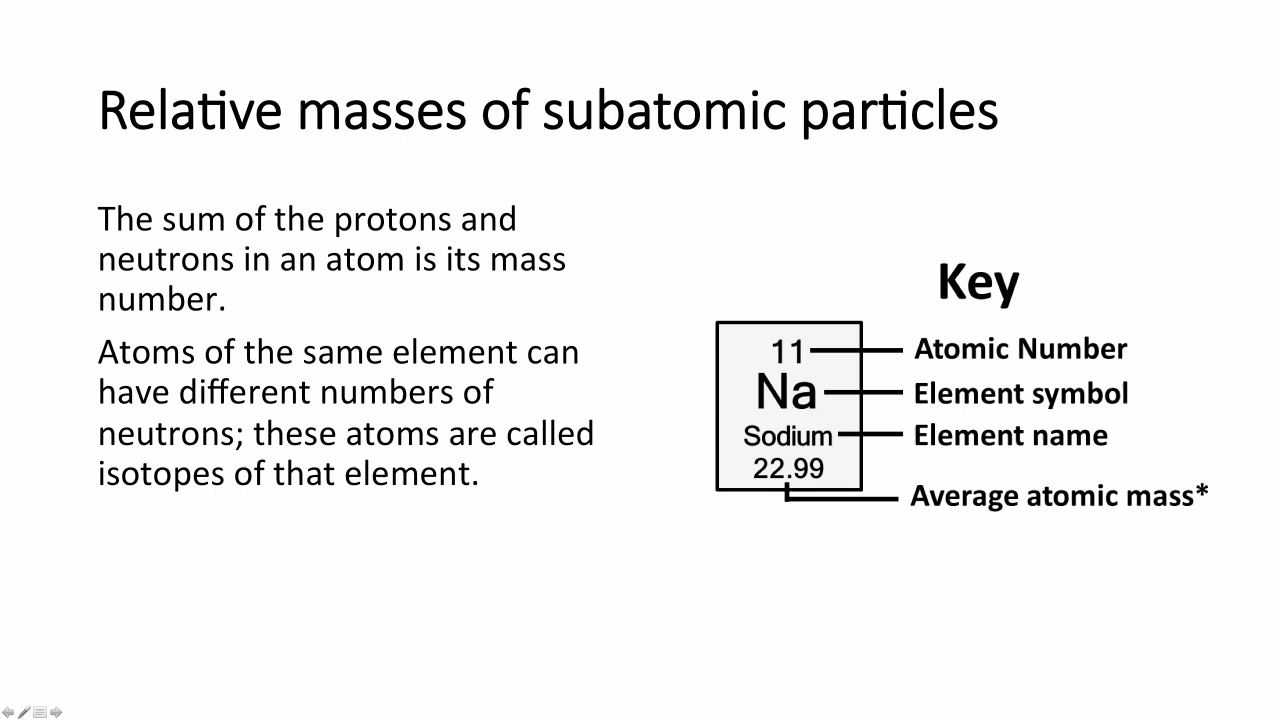 Relative masses of subatomic particles
The sum of the protons and
neutrons in an atom is its mass
number.
Atoms of the same element can
have different numbers of
neutrons; these atoms are called
isotopes of that element.
Key
11 Atomic Number
Na Element symbol
Sodium Element name
22.99
Average atomic mass*